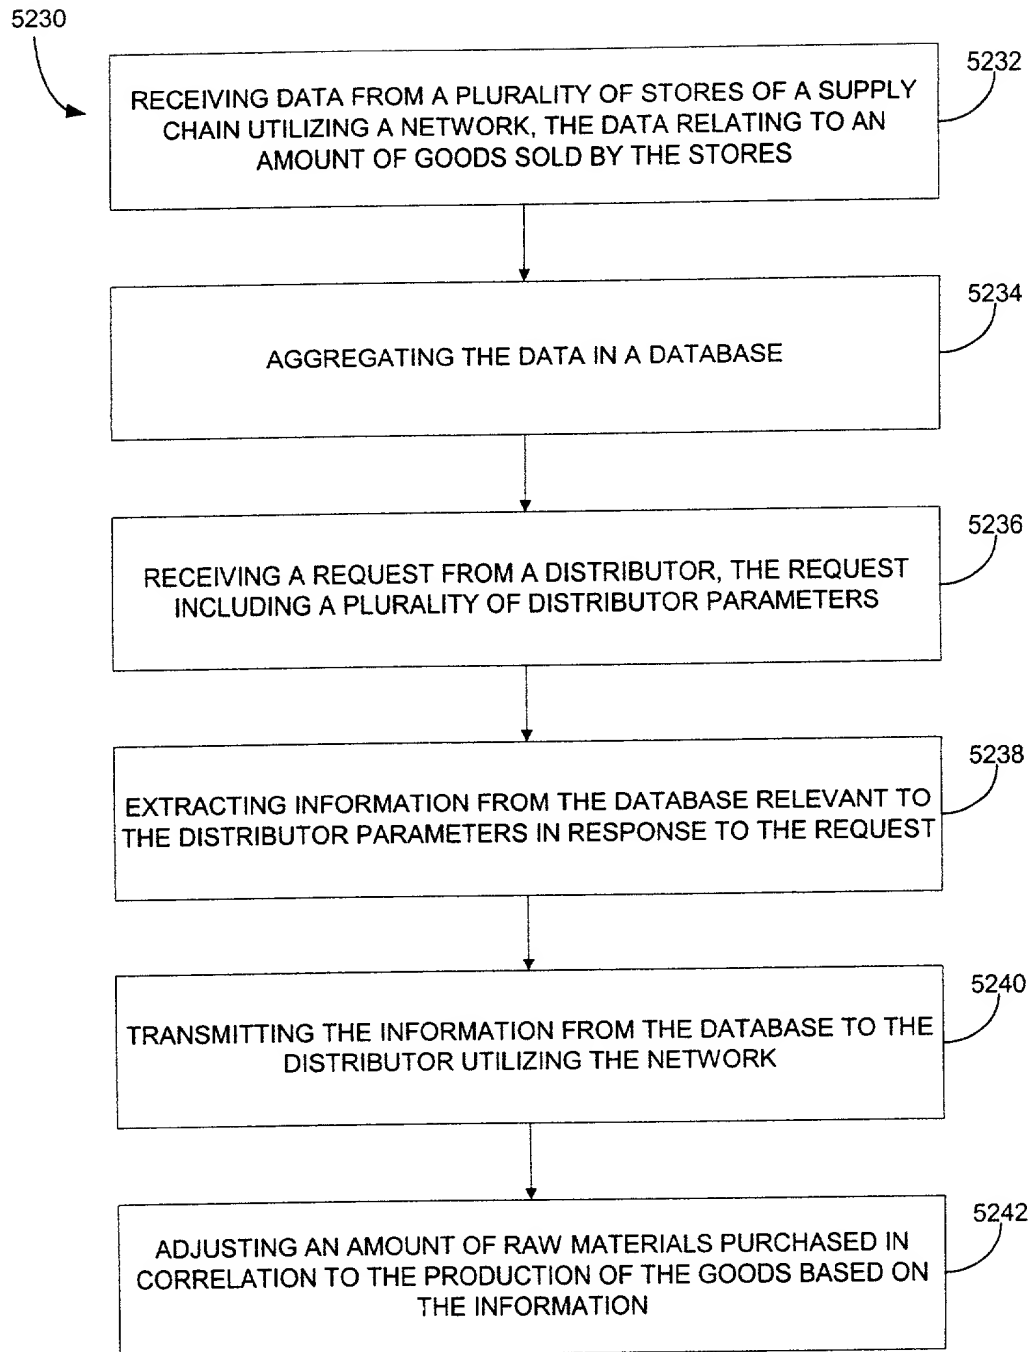 5230
5232
RECEIVING DATA FROM A PLURALITY OF STORES OF A SUPPLY
CHAIN UTILIZING A NETWORK, THE DATA RELATING TO AN
AMOUNT OF GOODS SOLD BY THE STORES
5234
AGGREGATING THE DATA IN A DATABASE
5236
RECEIVING A REQUEST FROM A DISTRIBUTOR, THE REQUEST
INCLUDING A PLURALITY OF DISTRIBUTOR PARAMETERS
5238
EXTRACTING INFORMATION FROM THE DATABASE RELEVANT TO
THE DISTRIBUTOR PARAMETERS IN RESPONSE TO THE REQUEST
5240
TRANSMITTING THE INFORMATION FROM THE DATABASE TO THE
DISTRIBUTOR UTILIZING THE NETWORK
5242
ADJUSTING AN AMOUNT OF RAW MATERIALS PURCHASED IN
CORRELATION TO THE PRODUCTION OF THE GOODS BASED ON
THE INFORMATION